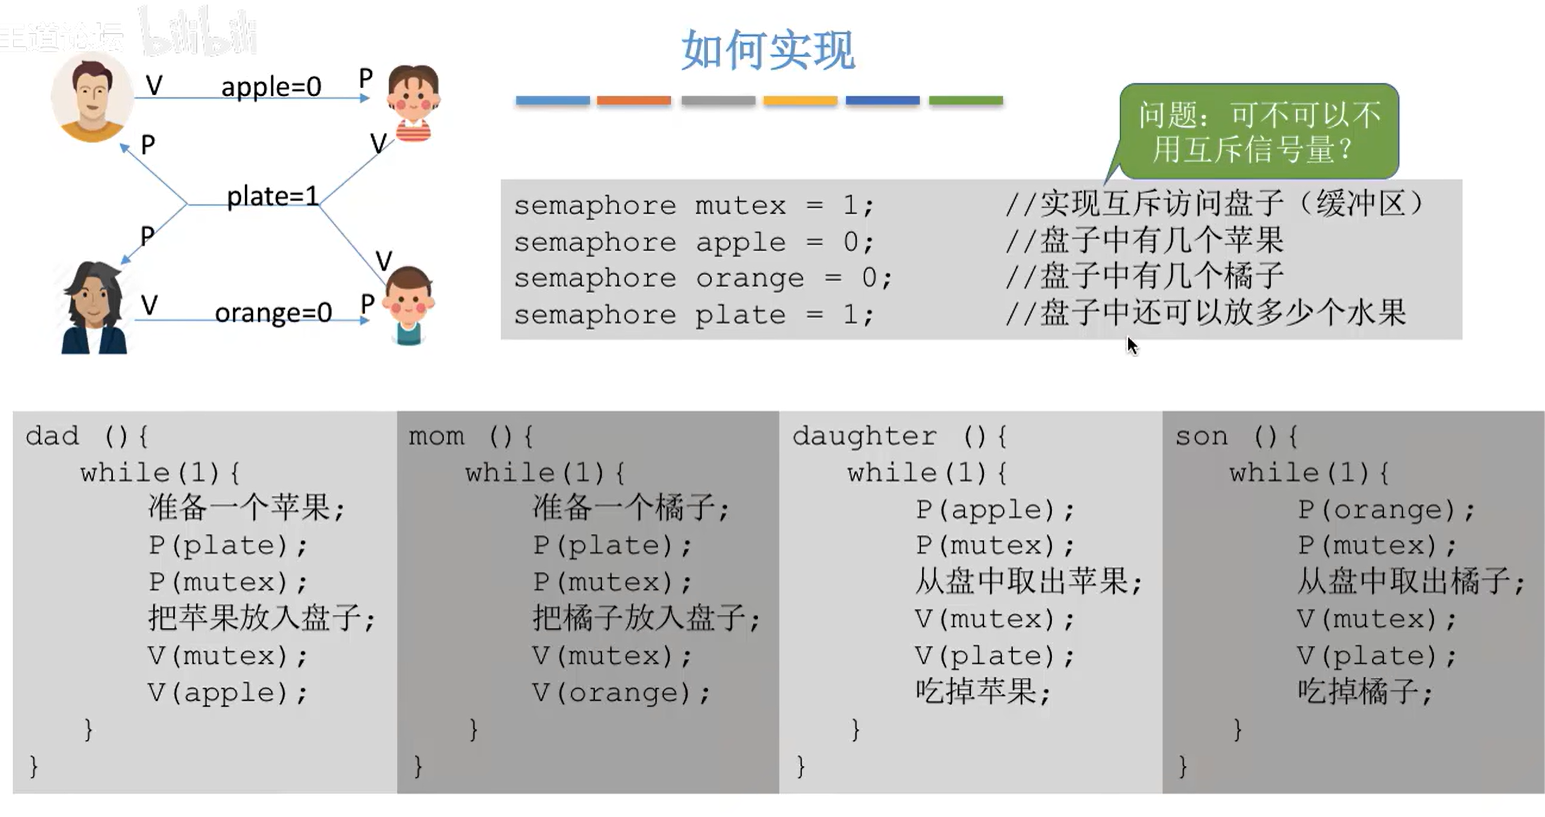 王道论坛 bilibili
如何实现
V apple=0 P
P V
plate=1
P V
V orange=0 P
问题：可不可以不
用互斥信号量？
semaphore mutex = 1; //实现互斥访问盘子（缓冲区）
semaphore apple = 0; //盘子中有几个苹果
semaphore orange = 0; //盘子中有几个橘子
semaphore plate = 1; //盘子中还可以放多少个水果
dad (){
while(1){
准备一个苹果;
P(plate);
P(mutex);
把苹果放入盘子;
V(mutex);
V(apple);
}
}
mom (){
while(1){
准备一个橘子;
P(plate);
P(mutex);
把橘子放入盘子;
V(mutex);
V(orange);
}
}
daughter (){
while(1){
P(apple);
P(mutex);
从盘中取出苹果;
V(mutex);
V(plate);
吃掉苹果;
}
}
son (){
while(1){
P(orange);
P(mutex);
从盘中取出橘子;
V(mutex);
V(plate);
吃掉橘子;
}
}